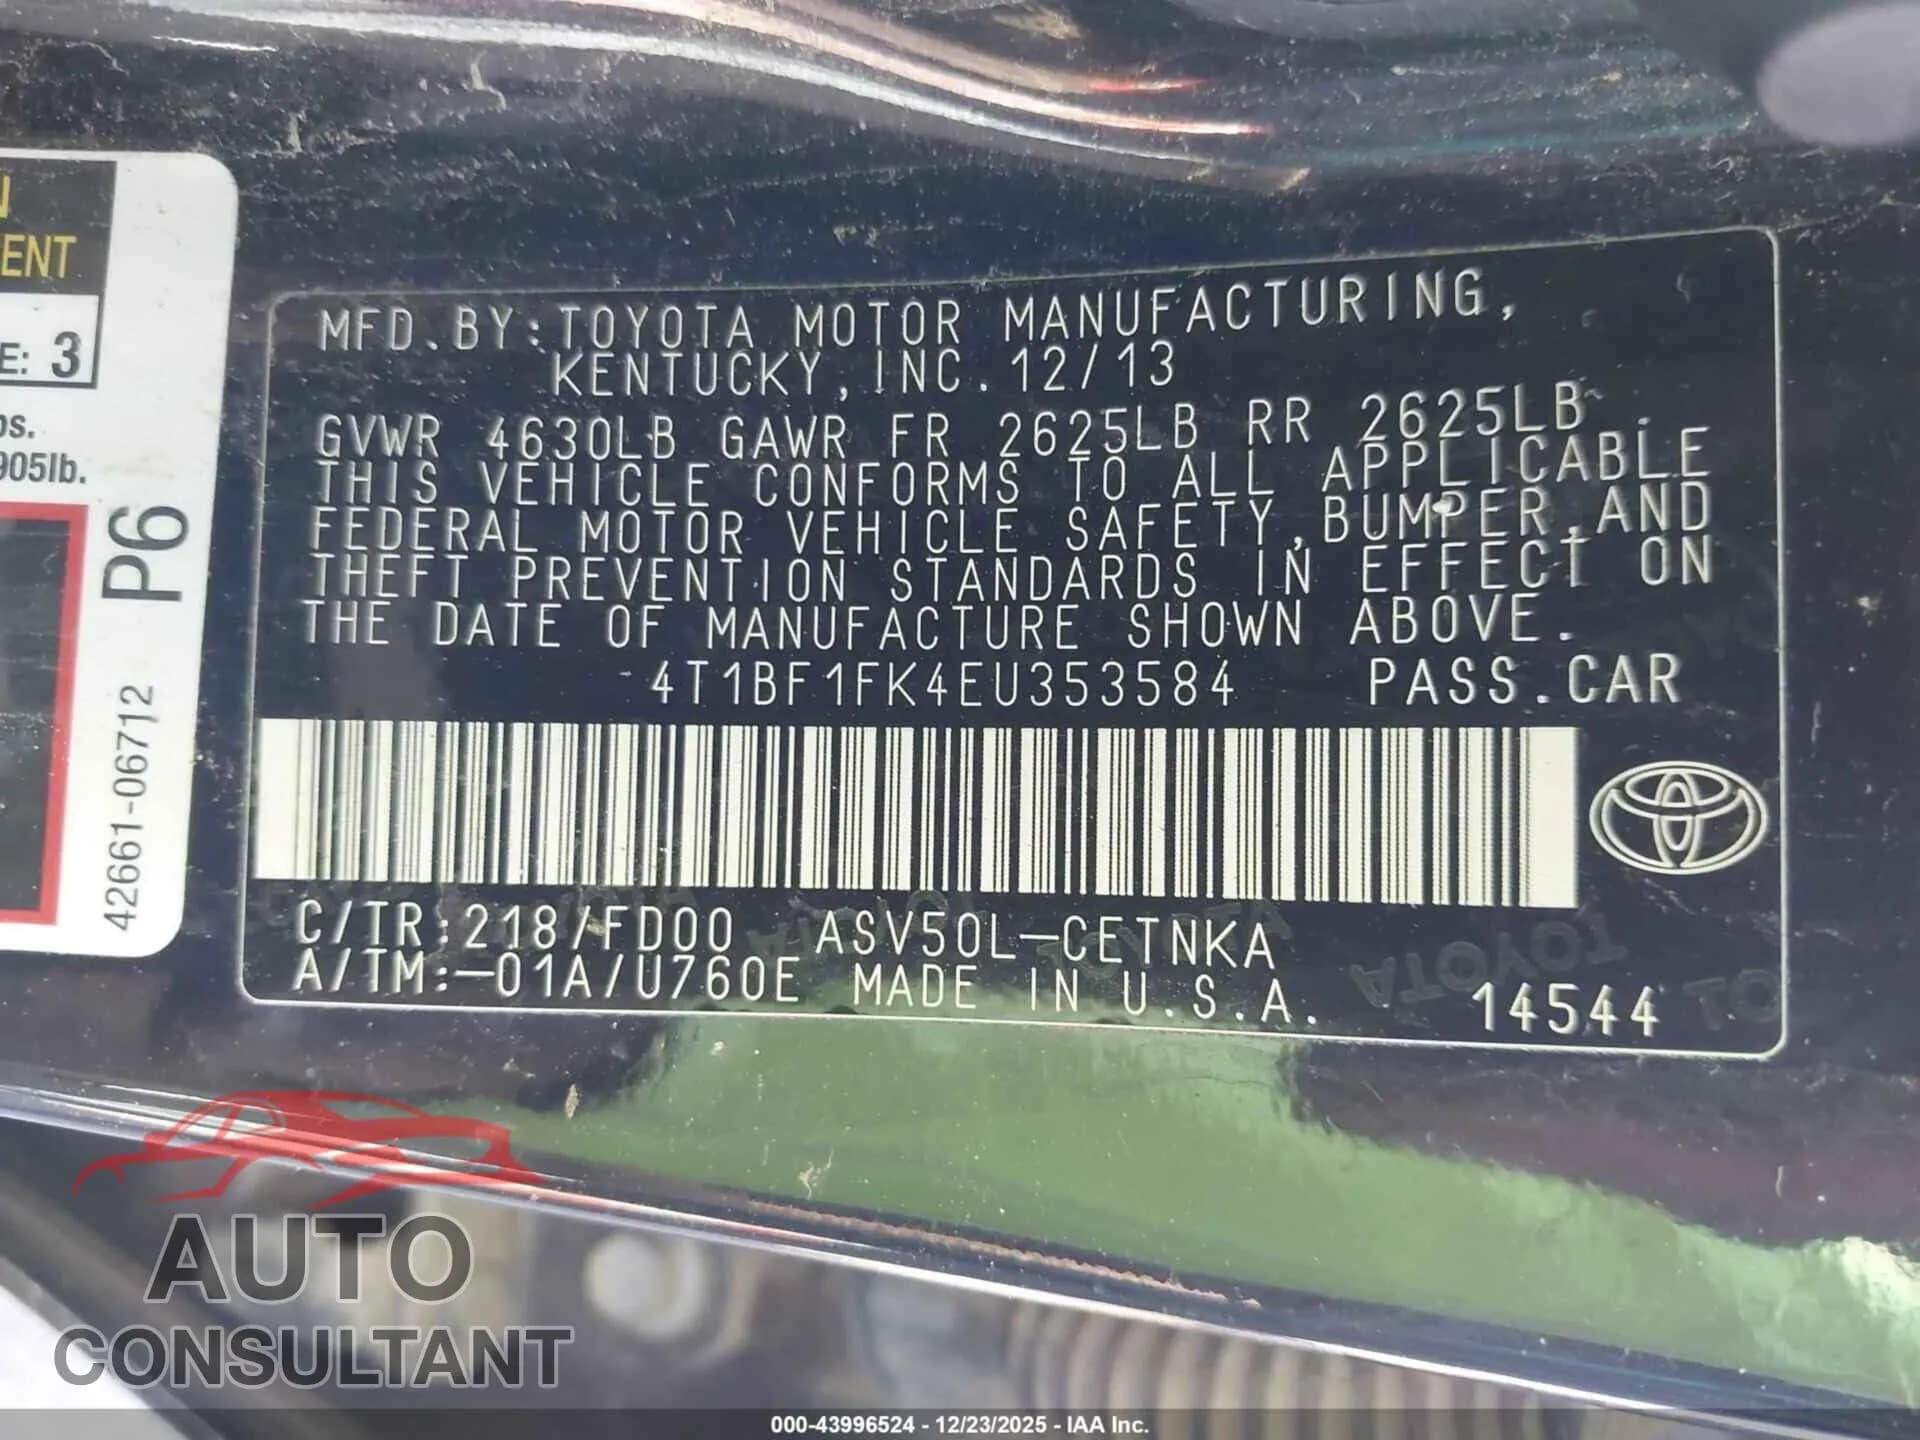 N
ENT
E: 3
os.
905lb.
P6
42661-06712
MFD.BY:TOYOTA MOTOR MANUFACTURING,
KENTUCKY,INC. 12/13
GVWR 4630LB GAWR FR 2625LB RR 2625LB .
THIS VEHICLE CONFORMS TO ALL APPLICABLE
FEDERAL MOTOR VEHICLE SAFETY,BUMPER,AND
THEFT PREVENTION STANDARDS IN EFFECT ON
THE DATE OF MANUFACTURE SHOWN ABOVE.
4T1BF1FK4EU353584 PASS.CAR
C/TR:218/FD00 ASV50L-CETNKA
A/TM:-01A/U760E MADE IN U.S.A. 14544
AUTO
CONSULTANT
000-43996524 - 12/23/2025 - IAA Inc.